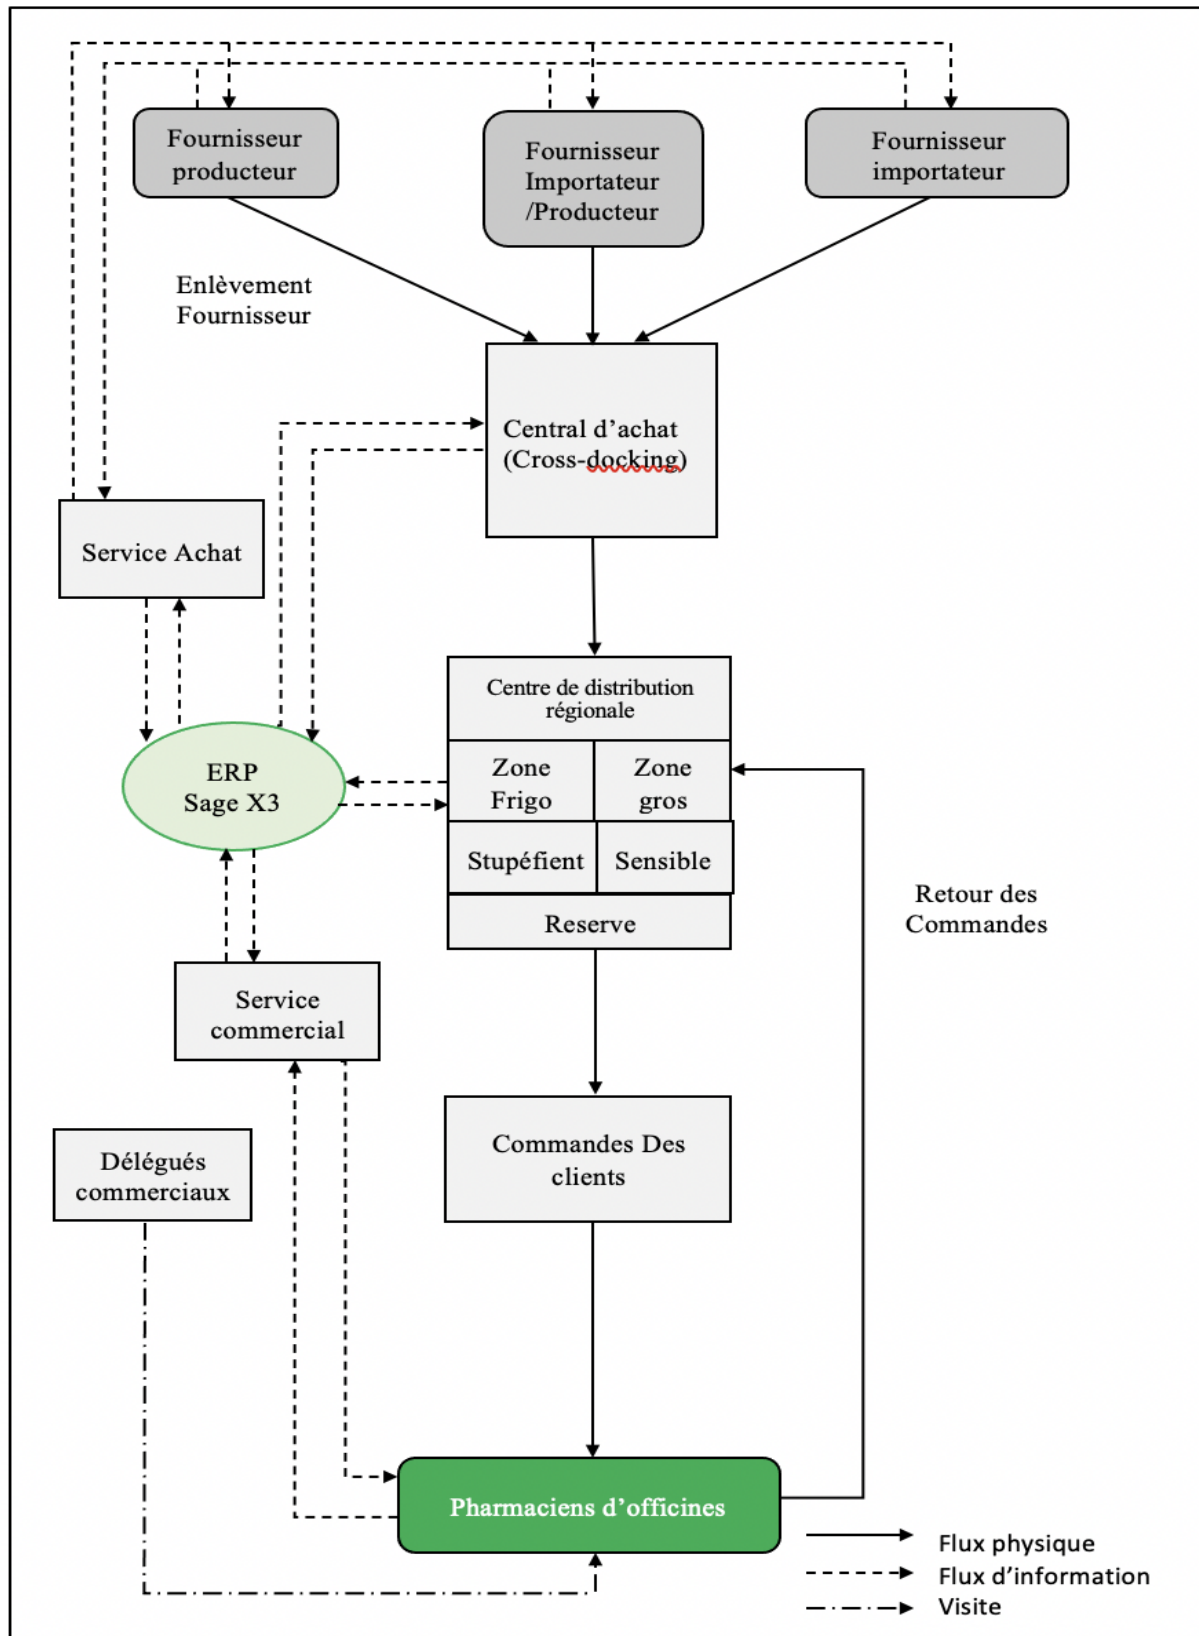 Fournisseur
producteur
Fournisseur
Importateur
/Producteur
Fournisseur
importateur
Enlèvement
Fournisseur
Central d’achat
(Cross-docking)
Service Achat
Centre de distribution
régionale
Zone
Frigo
Zone
gros
ERP
Sage X3
Stupéfient
Sensible
Reserve
Retour des
Commandes
Service
commercial
Commandes Des
clients
Délégués
commerciaux
Pharmaciens d’officines
Flux physique
Flux d’information
Visite